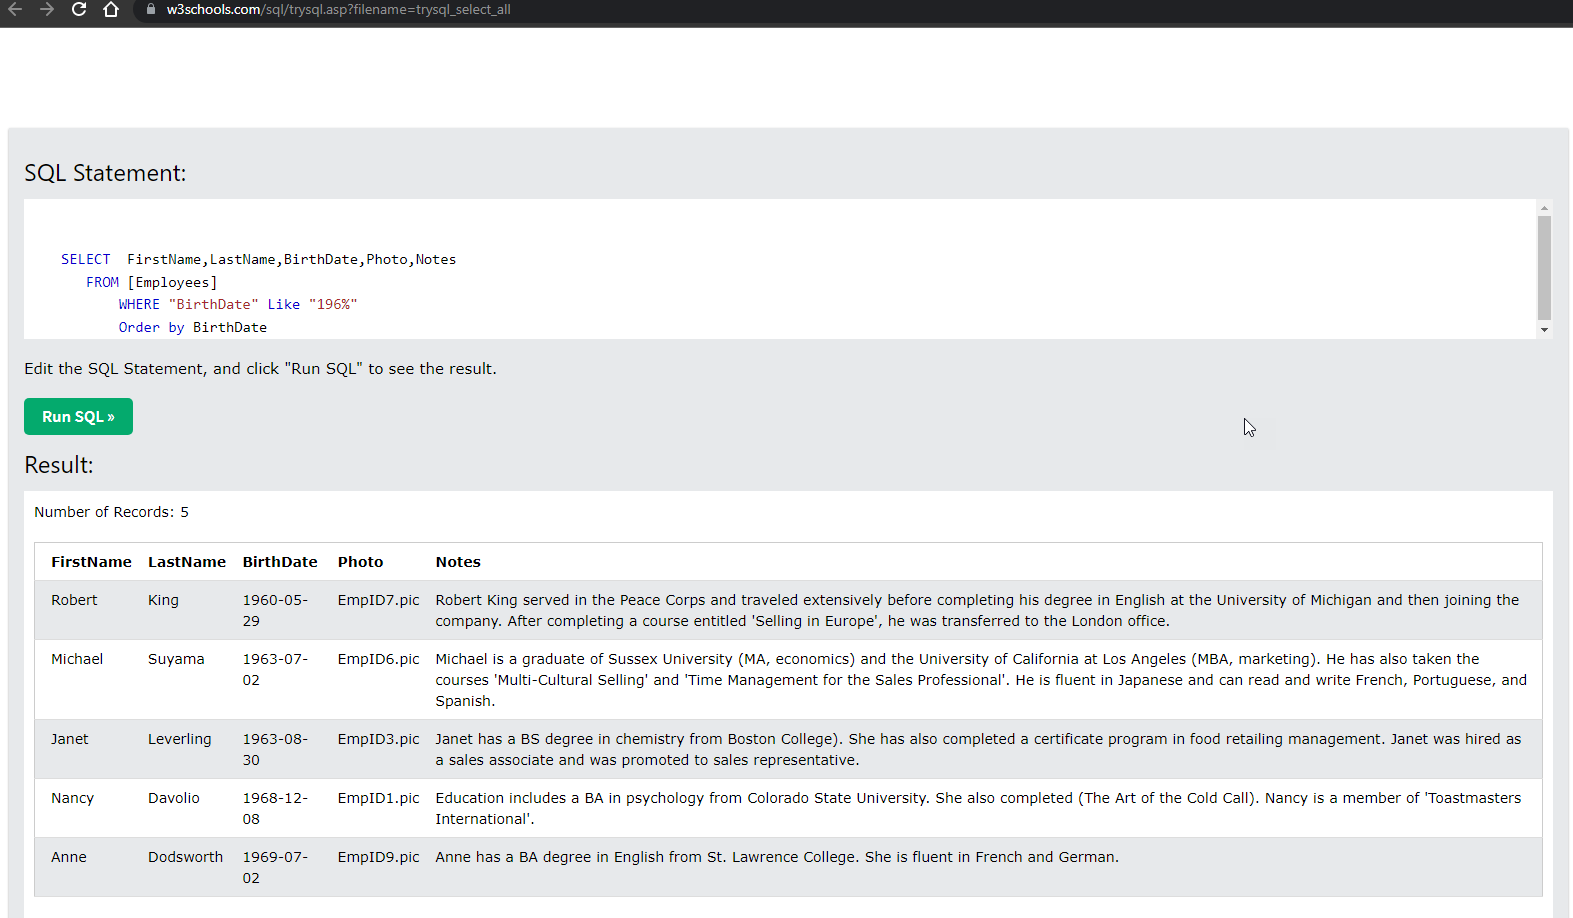 w3schools.com/sql/trysql.asp?filename=trysql_select_all
SQL Statement:
SELECT  FirstName,LastName,BirthDate,Photo,Notes
FROM [Employees]
WHERE "BirthDate" Like "196%"
Order by BirthDate
Edit the SQL Statement, and click "Run SQL" to see the result.
Run SQL »
Result:
Number of Records: 5
FirstName LastName BirthDate Photo Notes
Robert King 1960-05- EmpID7.pic Robert King served in the Peace Corps and traveled extensively before completing his degree in English at the University of Michigan and then joining the
29 company. After completing a course entitled 'Selling in Europe', he was transferred to the London office.
Michael Suyama 1963-07- EmpID6.pic Michael is a graduate of Sussex University (MA, economics) and the University of California at Los Angeles (MBA, marketing). He has also taken the
02 courses 'Multi-Cultural Selling' and 'Time Management for the Sales Professional'. He is fluent in Japanese and can read and write French, Portuguese, and
Spanish.
Janet Leverling 1963-08- EmpID3.pic Janet has a BS degree in chemistry from Boston College). She has also completed a certificate program in food retailing management. Janet was hired as
30 a sales associate and was promoted to sales representative.
Nancy Davolio 1968-12- EmpID1.pic Education includes a BA in psychology from Colorado State University. She also completed (The Art of the Cold Call). Nancy is a member of 'Toastmasters
08 International'.
Anne Dodsworth 1969-07- EmpID9.pic Anne has a BA degree in English from St. Lawrence College. She is fluent in French and German.
02